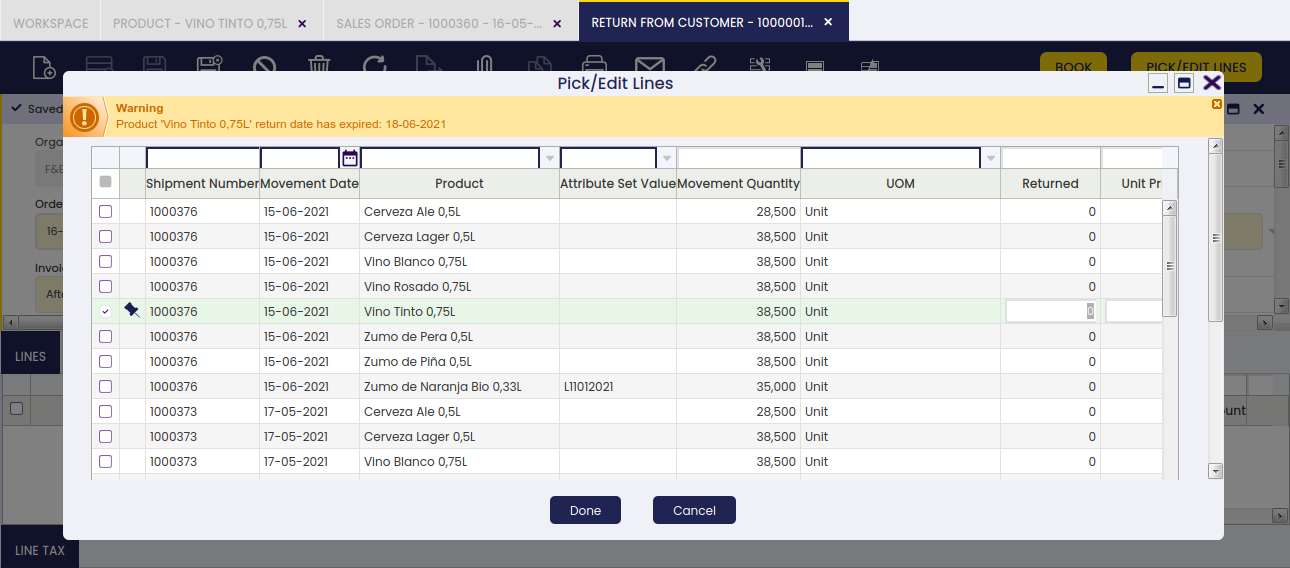 WORKSPACE PRODUCT - VINO TINTO 0,75L SALES ORDER - 1000360 - 16-05-... RETURN FROM CUSTOMER - 1000001...
BOOK PICK/EDIT LINES
Pick/Edit Lines
Saved
Warning
Product 'Vino Tinto 0,75L' return date has expired: 18-06-2021
Orga
F&B
Orde
16-
Invoi
Afte
Shipment Number Movement Date Product Attribute Set Value Movement Quantity UOM Returned Unit Pr
1000376 15-06-2021 Cerveza Ale 0,5L 28,500 Unit 0
1000376 15-06-2021 Cerveza Lager 0,5L 38,500 Unit 0
1000376 15-06-2021 Vino Blanco 0,75L 38,500 Unit 0
1000376 15-06-2021 Vino Rosado 0,75L 38,500 Unit 0
1000376 15-06-2021 Vino Tinto 0,75L 38,500 Unit 0
1000376 15-06-2021 Zumo de Pera 0,5L 38,500 Unit 0
1000376 15-06-2021 Zumo de Piña 0,5L 38,500 Unit 0
1000376 15-06-2021 Zumo de Naranja Bio 0,33L L11012021 35,000 Unit 0
1000373 17-05-2021 Cerveza Ale 0,5L 28,500 Unit 0
1000373 17-05-2021 Cerveza Lager 0,5L 38,500 Unit 0
1000373 17-05-2021 Vino Blanco 0,75L 38,500 Unit 0
LINES
ount
Done Cancel
LINE TAX